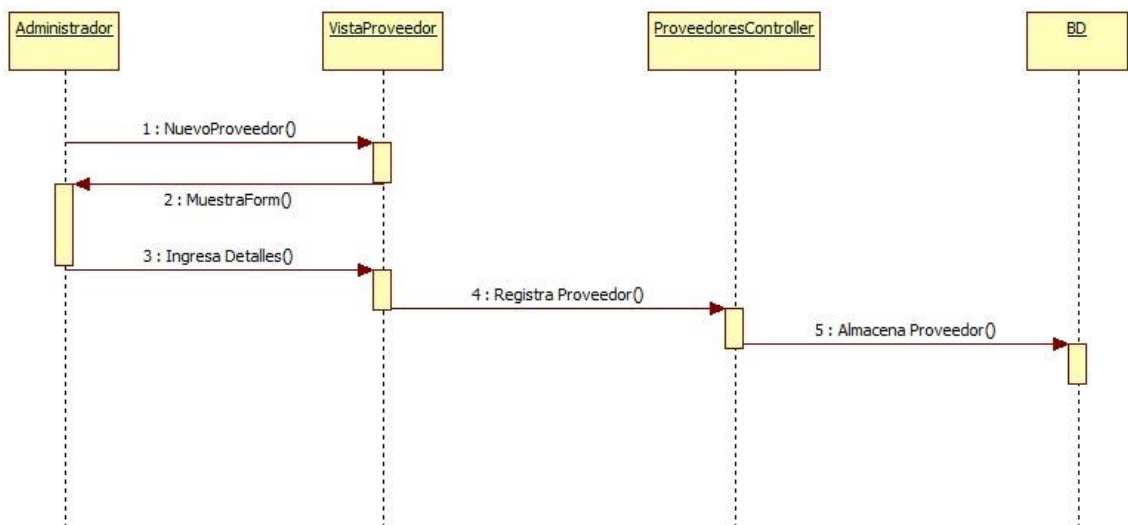 Administrador
VistaProveedor
ProveedoresController
BD
1 : NuevoProveedor()
2 : MuestraForm()
3 : Ingresa Detalles()
4 : Registra Proveedor()
5 : Almacena Proveedor()